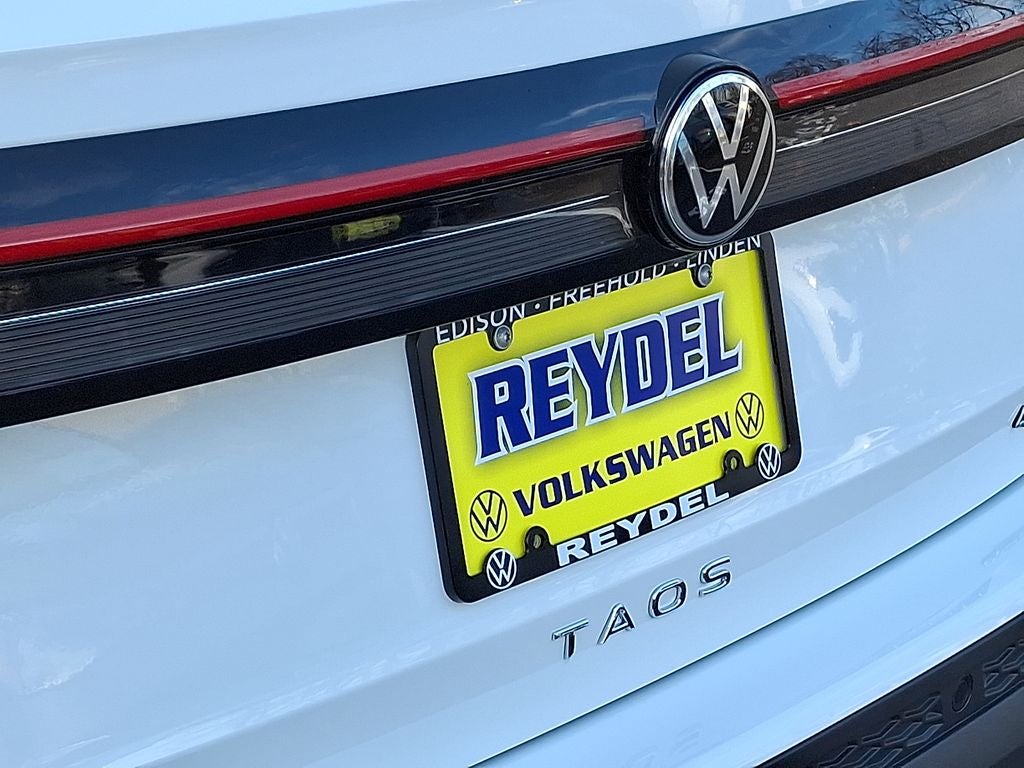 EDISON • FREEHOLD • LINDEN
REYDEL
VOLKSWAGEN
REYDEL
TAOS